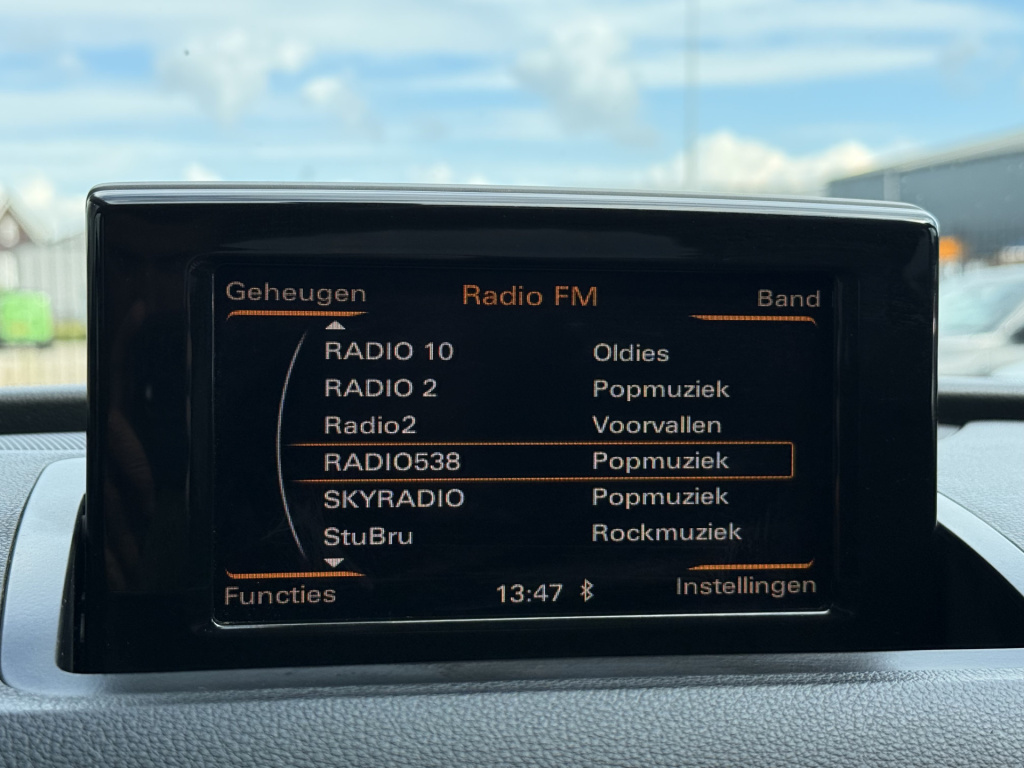 Geheugen Radio FM Band
RADIO 10 Oldies
RADIO 2 Popmuziek
Radio2 Voorvallen
RADIO538 Popmuziek
SKYRADIO Popmuziek
StuBru Rockmuziek
Functies 13:47 Instellingen